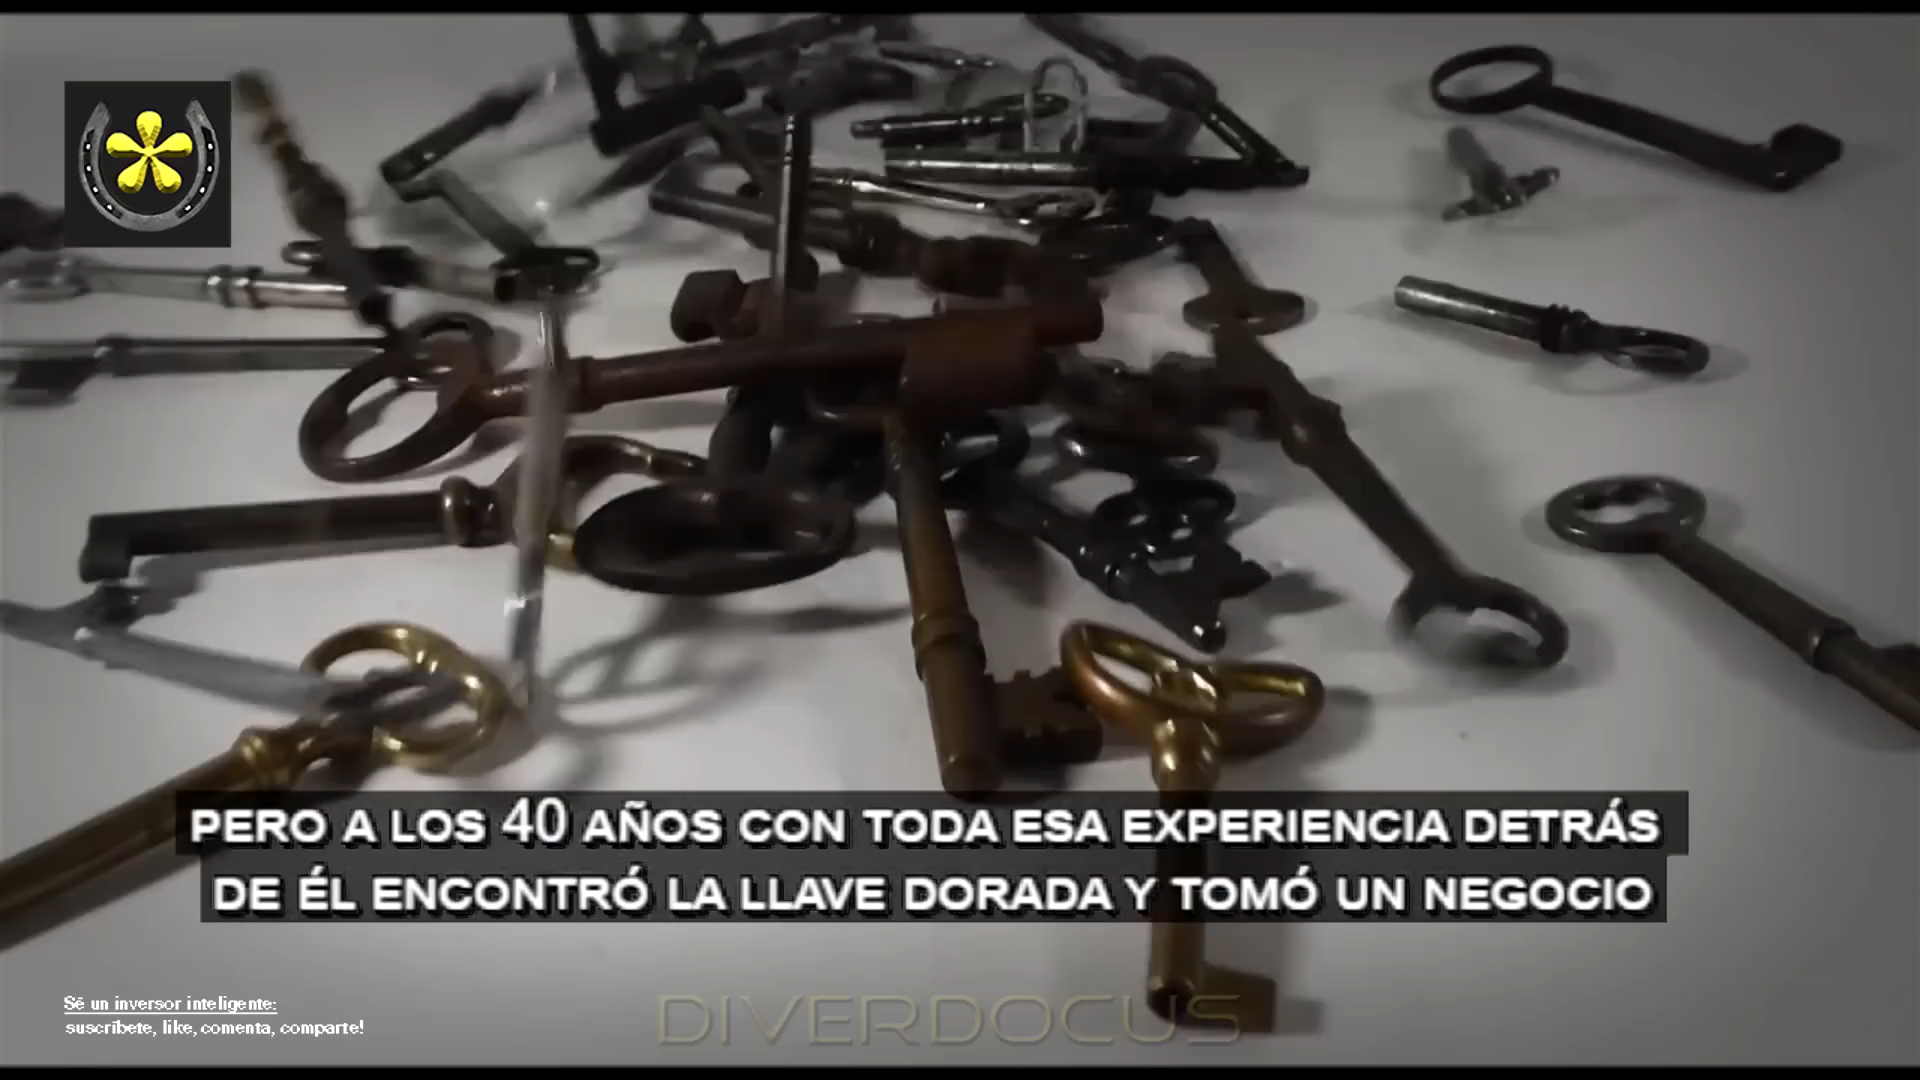 PERO A LOS 40 AÑOS CON TODA ESA EXPERIENCIA DETRÁS
DE ÉL ENCONTRÓ LA LLAVE DORADA Y TOMÓ UN NEGOCIO
Sé un inversor inteligente:
suscribete, like, comenta, comparte!
DIVERDOCUS